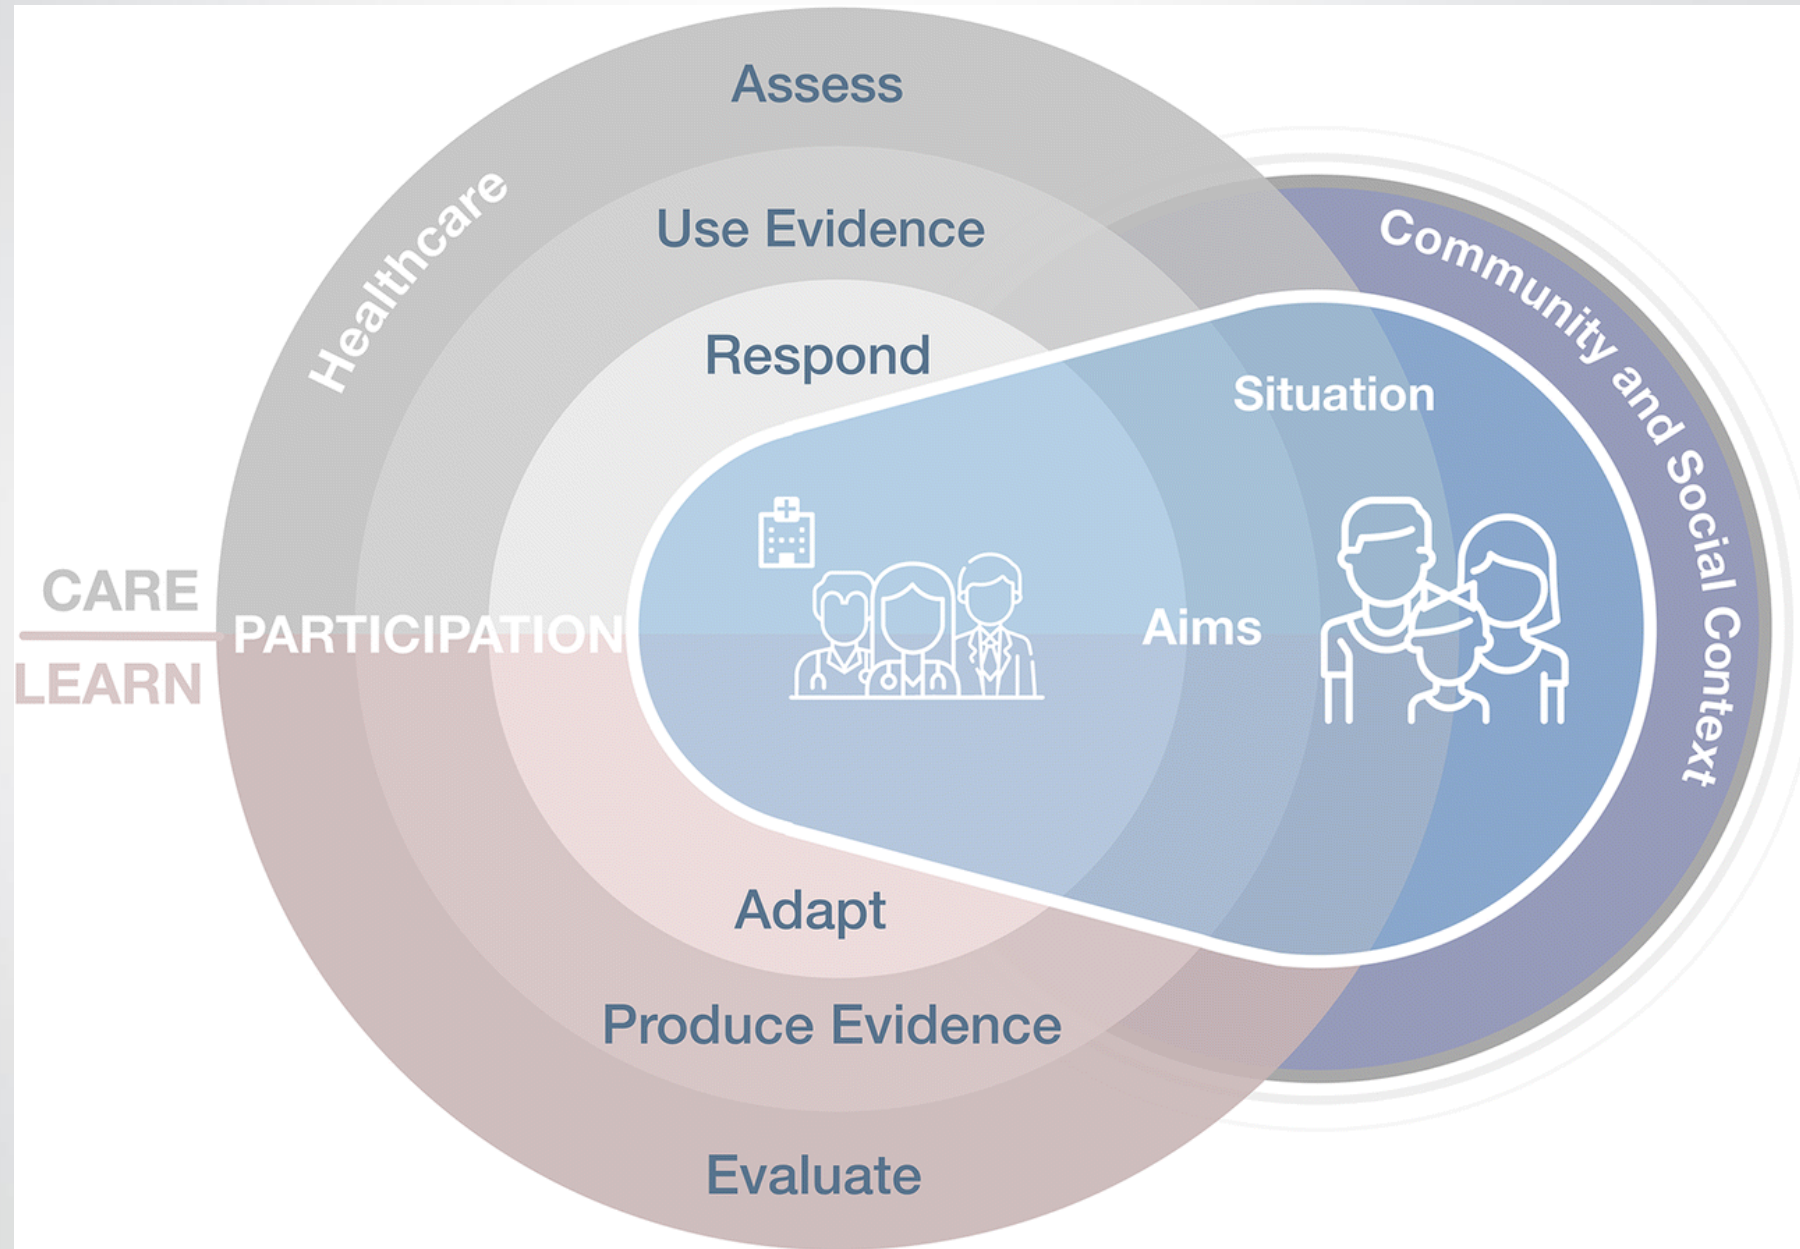 Assess
Healthcare
Use Evidence
Community and Social Context
Respond
Situation
CARE
PARTICIPATION
Aims
LEARN
Adapt
Produce Evidence
Evaluate